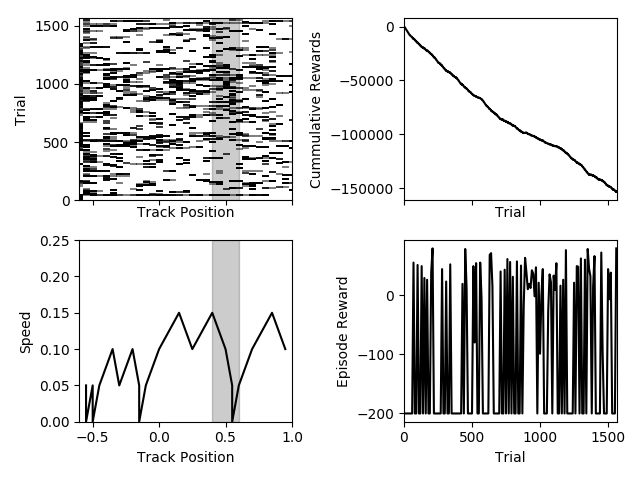 1500
1000
500
0
Trial
Track Position
0
−50000
−100000
−150000
Cummulative Rewards
Trial
0.25
0.20
0.15
0.10
0.05
0.00
Speed
−0.5 0.0 0.5 1.0
Track Position
0
−100
−200
Episode Reward
0 500 1000 1500
Trial